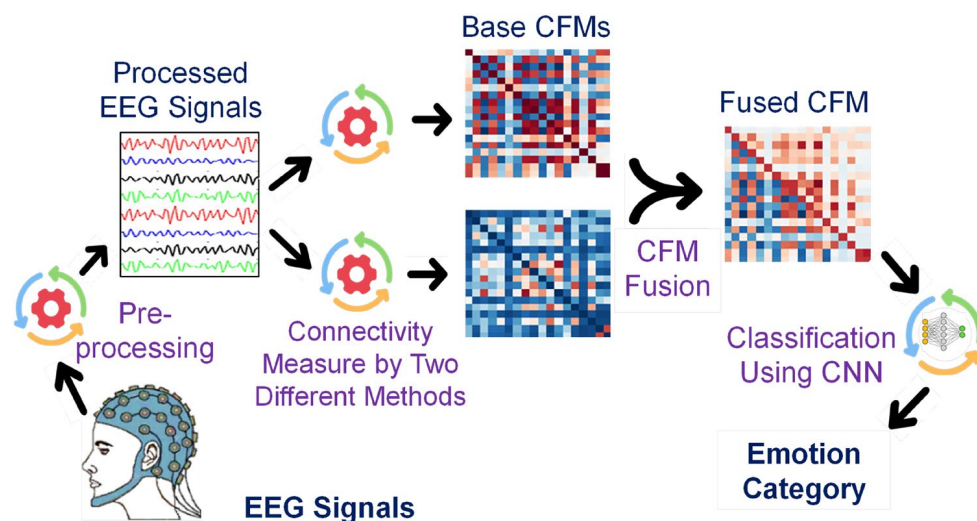 Base CFMs
Processed
EEG Signals
Fused CFM
CFM
Fusion
Pre-
processing
Connectivity
Measure by Two
Different Methods
Classification
Using CNN
Emotion
Category
EEG Signals